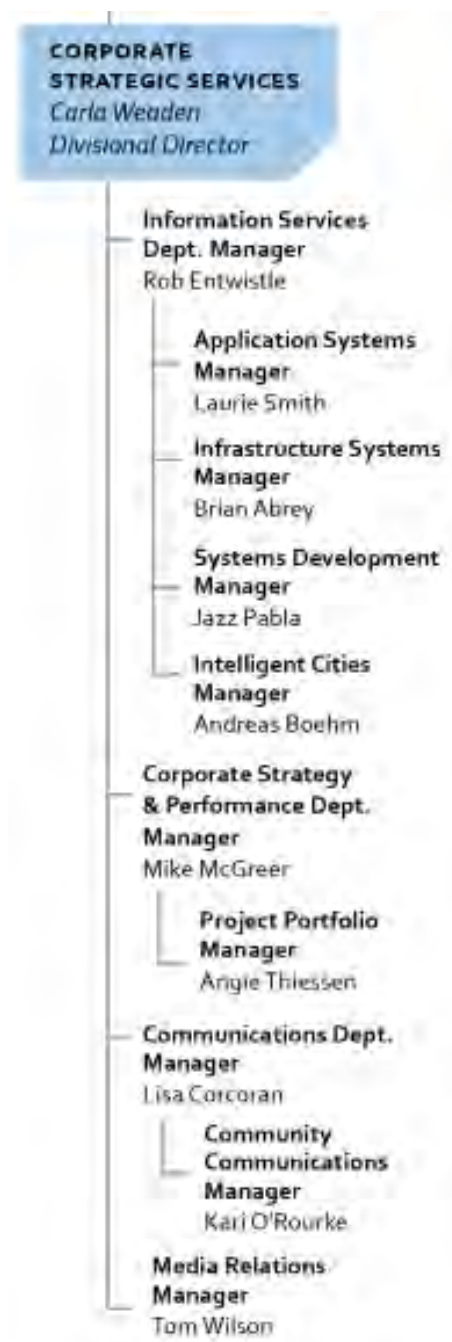 CORPORATE
STRATEGIC SERVICES
Carla Weaden
Divisional Director
Information Services
Dept. Manager
Rob Entwistle
Application Systems
Manager
Laurie Smith
Infrastructure Systems
Manager
Brian Abrey
Systems Development
Manager
Jazz Pabla
Intelligent Cities
Manager
Andreas Boehm
Corporate Strategy
& Performance Dept.
Manager
Mike McGreer
Project Portfolio
Manager
Angie Thiessen
Communications Dept.
Manager
Lisa Corcoran
Community
Communications
Manager
Kari O'Rourke
Media Relations
Manager
Tom Wilson